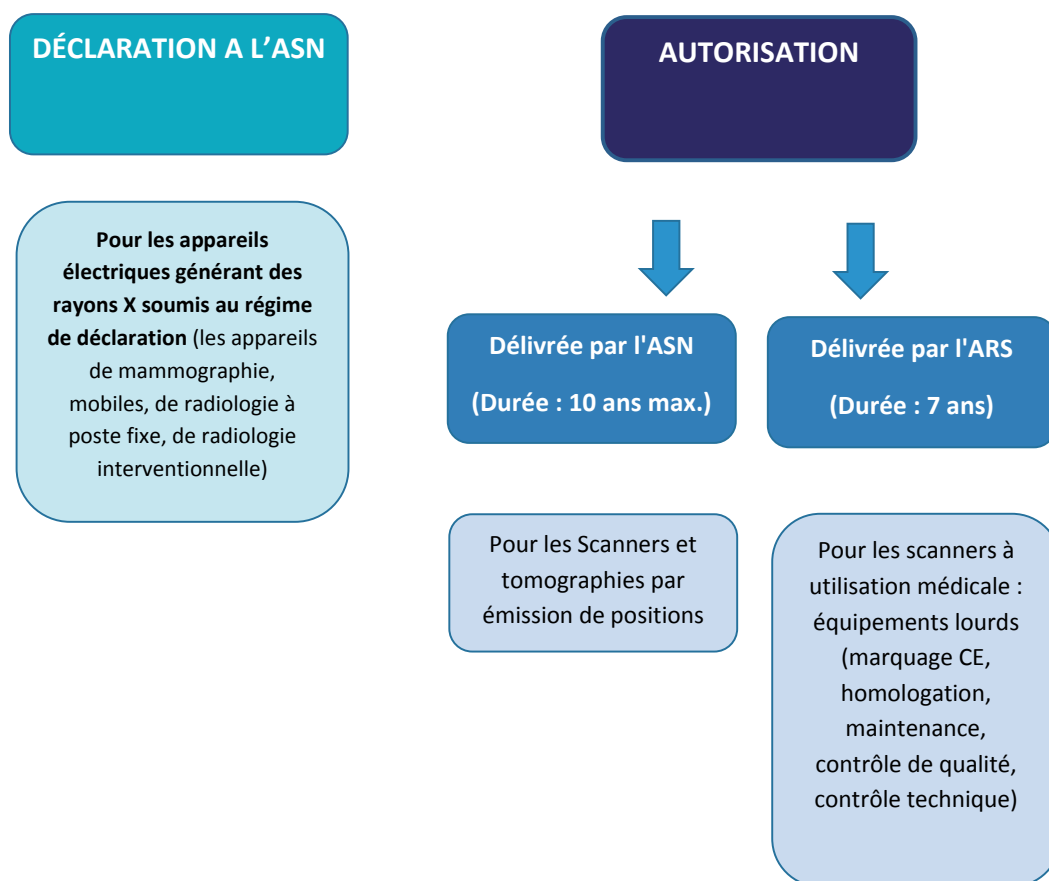 DÉCLARATION A L’ASN
Pour les appareils
électriques générant des
rayons X soumis au régime
de déclaration (les appareils
de mammographie,
mobiles, de radiologie à
poste fixe, de radiologie
interventionnelle)
AUTORISATION
Délivrée par l'ASN
(Durée : 10 ans max.)
Pour les Scanners et
tomographies par
émission de positions
Délivrée par l'ARS
(Durée : 7 ans)
Pour les scanners à
utilisation médicale :
équipements lourds
(marquage CE,
homologation,
maintenance,
contrôle de qualité,
contrôle technique)